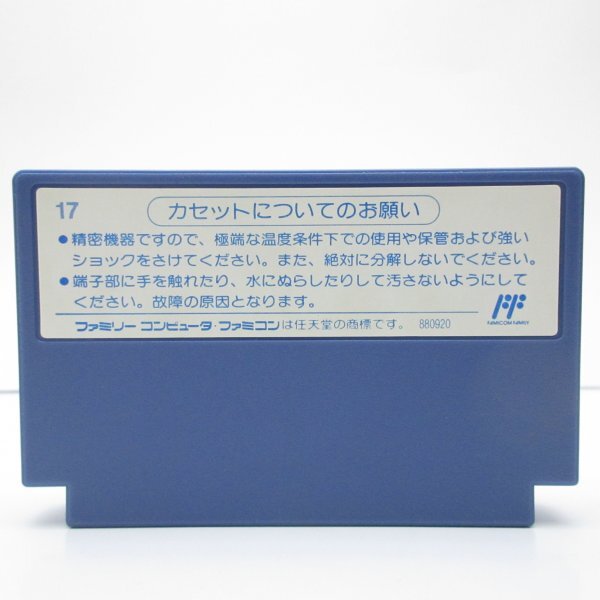 17
カセットについてのお願い
●精密機器ですので、極端な温度条件下での使用や保管および強い
ショックをさけてください。また、絶対に分解しないでください。
●端子部に手を触れたり、水にぬらしたりして汚さないようにして
ください。故障の原因となります。
FF
FAMICOM FAMILY
ファミリー コンピュータ・ファミコンは任天堂の商標です。 880920